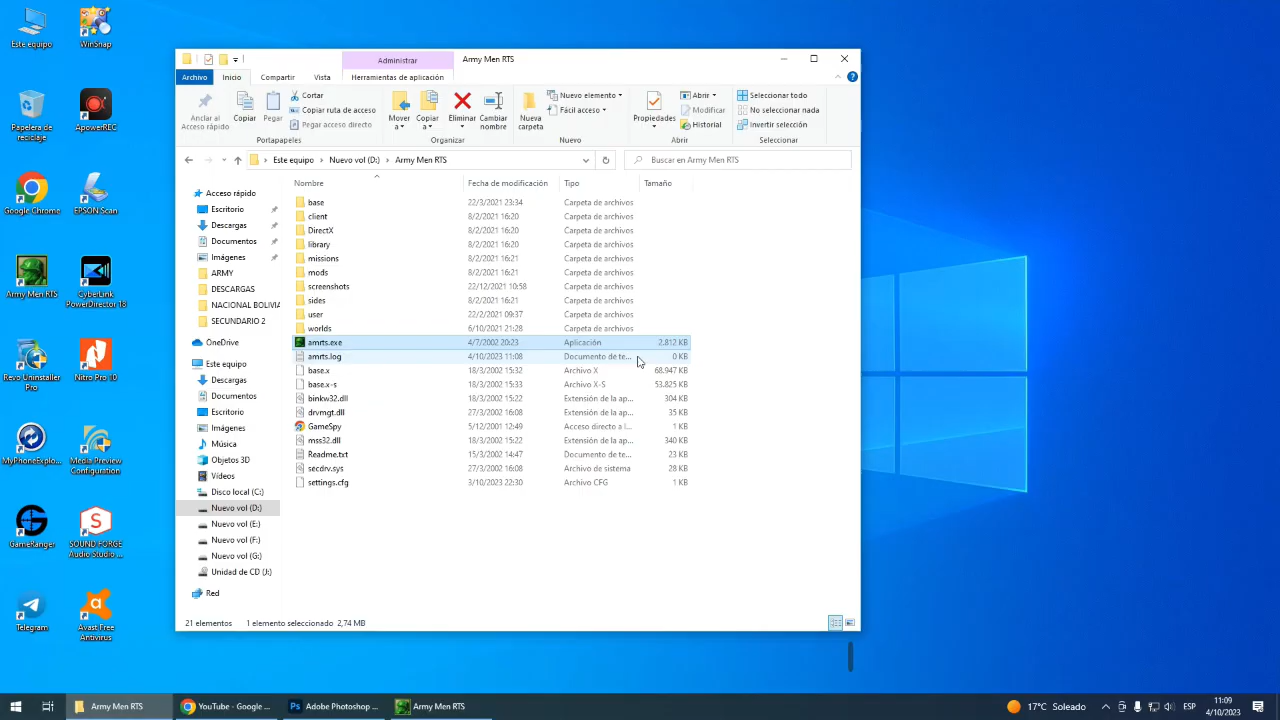 Este equipo
WinSnap
Papelera de
reciclaje
ApowerREC
Google Chrome
EPSON Scan
Army Men RTS
CyberLink
PowerDirector 18
Revo Uninstaller
Pro
Nitro Pro 10
MyPhoneExplo...
Media Preview
Configuration
GameRanger
SOUND FORGE
Audio Studio ...
Telegram
Avast Free
Antivirus
Administrar
Army Men RTS
Archivo
Inicio
Compartir
Vista
Herramientas de aplicación
Anclar al
Acceso rápido
Copiar
Pegar
Cortar
Copiar ruta de acceso
Pegar acceso directo
Portapapeles
Mover
a
Copiar
a
Eliminar
Cambiar
nombre
Organizar
Nueva
carpeta
Nuevo elemento
Fácil acceso
Nuevo
Propiedades
Abrir
Modificar
Historial
Abrir
Seleccionar todo
No seleccionar nada
Invertir selección
Seleccionar
Este equipo > Nuevo vol (D:) > Army Men RTS
Buscar en Army Men RTS
Acceso rápido
Escritorio
Descargas
Documentos
Imágenes
ARMY
DESCARGAS
NACIONAL BOLIVIA
SECUNDARIO 2
OneDrive
Este equipo
Descargas
Documentos
Escritorio
Imágenes
Música
Objetos 3D
Vídeos
Disco local (C:)
Nuevo vol (D:)
Nuevo vol (E:)
Nuevo vol (F:)
Nuevo vol (G:)
Unidad de CD (J:)
Red
Nombre Fecha de modificación Tipo Tamaño
base 22/3/2021 23:34 Carpeta de archivos
client 8/2/2021 16:20 Carpeta de archivos
DirectX 8/2/2021 16:20 Carpeta de archivos
library 8/2/2021 16:20 Carpeta de archivos
missions 8/2/2021 16:21 Carpeta de archivos
mods 8/2/2021 16:21 Carpeta de archivos
screenshots 22/12/2021 10:58 Carpeta de archivos
sides 8/2/2021 16:21 Carpeta de archivos
user 22/2/2021 09:37 Carpeta de archivos
worlds 6/10/2021 21:28 Carpeta de archivos
amrts.exe 4/7/2002 20:23 Aplicación 2.812 KB
amrts.log 4/10/2023 11:08 Documento de te... 0 KB
base.x 18/3/2002 15:32 Archivo X 68.947 KB
base.x-s 18/3/2002 15:33 Archivo X-S 53.825 KB
binkw32.dll 18/3/2002 15:22 Extensión de la ap... 304 KB
drvmgt.dll 27/3/2002 16:08 Extensión de la ap... 35 KB
GameSpy 5/12/2001 12:49 Acceso directo a I... 1 KB
mss32.dll 18/3/2002 15:22 Extensión de la ap... 340 KB
Readme.txt 15/3/2002 14:47 Documento de te... 23 KB
secdrv.sys 27/3/2002 16:08 Archivo de sistema 28 KB
settings.cfg 3/10/2023 22:30 Archivo CFG 1 KB
21 elementos 1 elemento seleccionado 2,74 MB
Army Men RTS
YouTube - Google ...
Ps Adobe Photoshop ...
Army Men RTS
17°C Soleado
ESP
11:09
4/10/2023